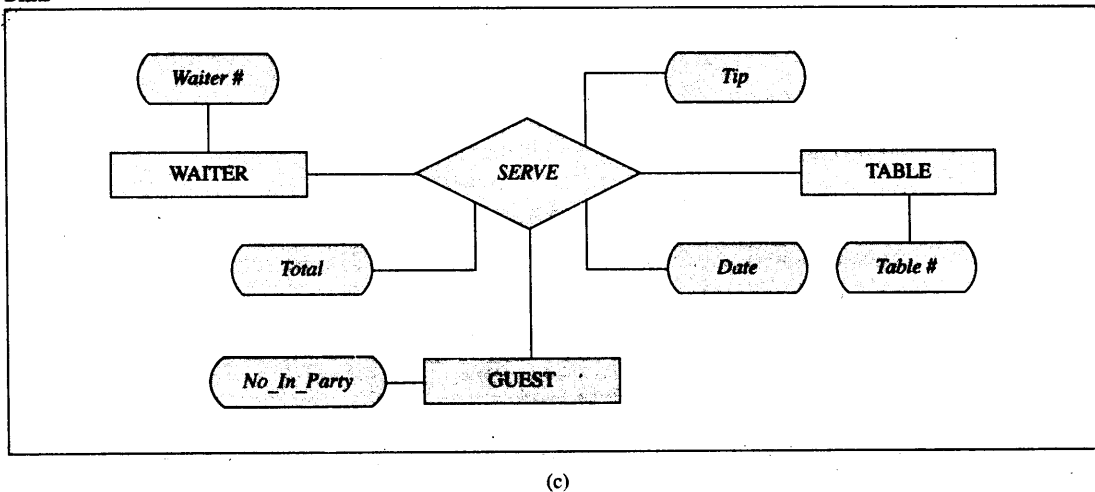 Waiter #
Tip
WAITER
SERVE
TABLE
Total
Date
Table #
No_In_Party
GUEST
(c)